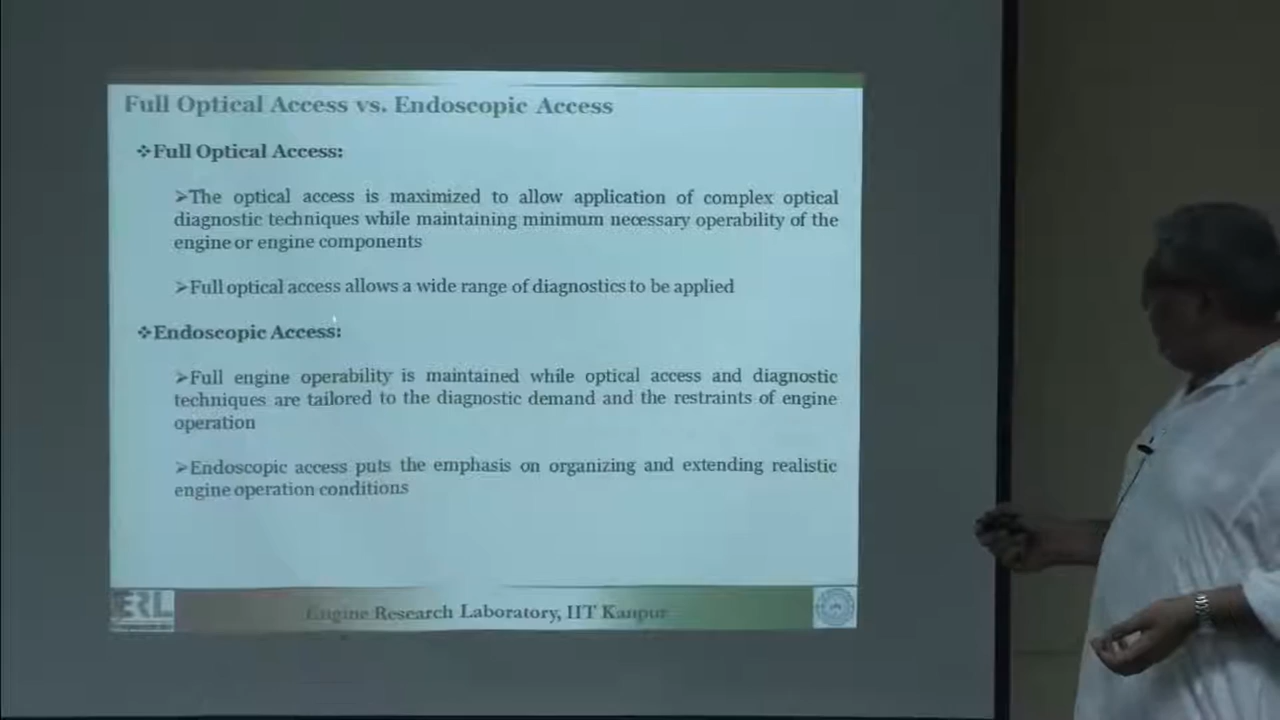 Full Optical Access vs. Endoscopic Access
❖Full Optical Access:
➢The optical access is maximized to allow application of complex optical
diagnostic techniques while maintaining minimum necessary operability of the
engine or engine components
➢Full optical access allows a wide range of diagnostics to be applied
❖Endoscopic Access:
➢Full engine operability is maintained while optical access and diagnostic
techniques are tailored to the diagnostic demand and the restraints of engine
operation
➢Endoscopic access puts the emphasis on organizing and extending realistic
engine operation conditions
ERL
Engine Research Laboratory, IIT Kanpur